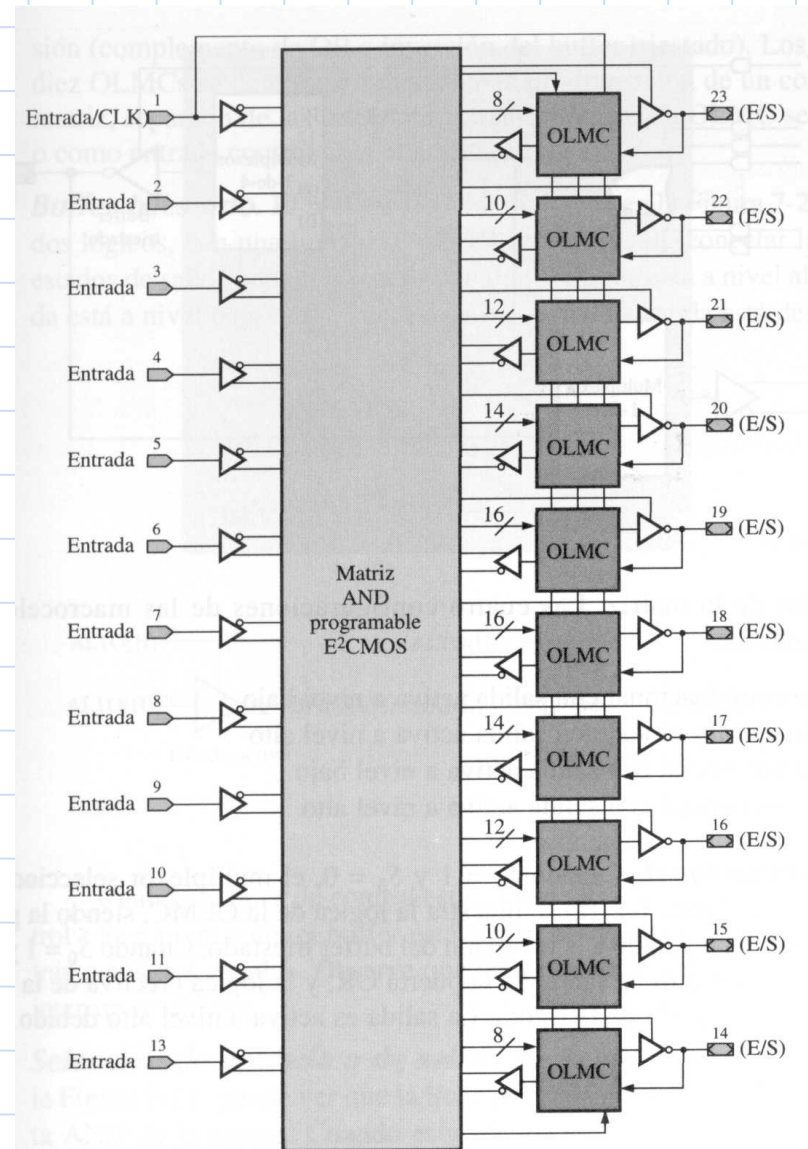 1
Entrada/CLK
2
Entrada
3
Entrada
4
Entrada
5
Entrada
6
Entrada
7
Entrada
8
Entrada
9
Entrada
10
Entrada
11
Entrada
13
Entrada
Matriz
AND
programable
E²CMOS
8
OLMC
23
(E/S)
10
OLMC
22
(E/S)
12
OLMC
21
(E/S)
14
OLMC
20
(E/S)
16
OLMC
19
(E/S)
16
OLMC
18
(E/S)
14
OLMC
17
(E/S)
12
OLMC
16
(E/S)
10
OLMC
15
(E/S)
8
OLMC
14
(E/S)